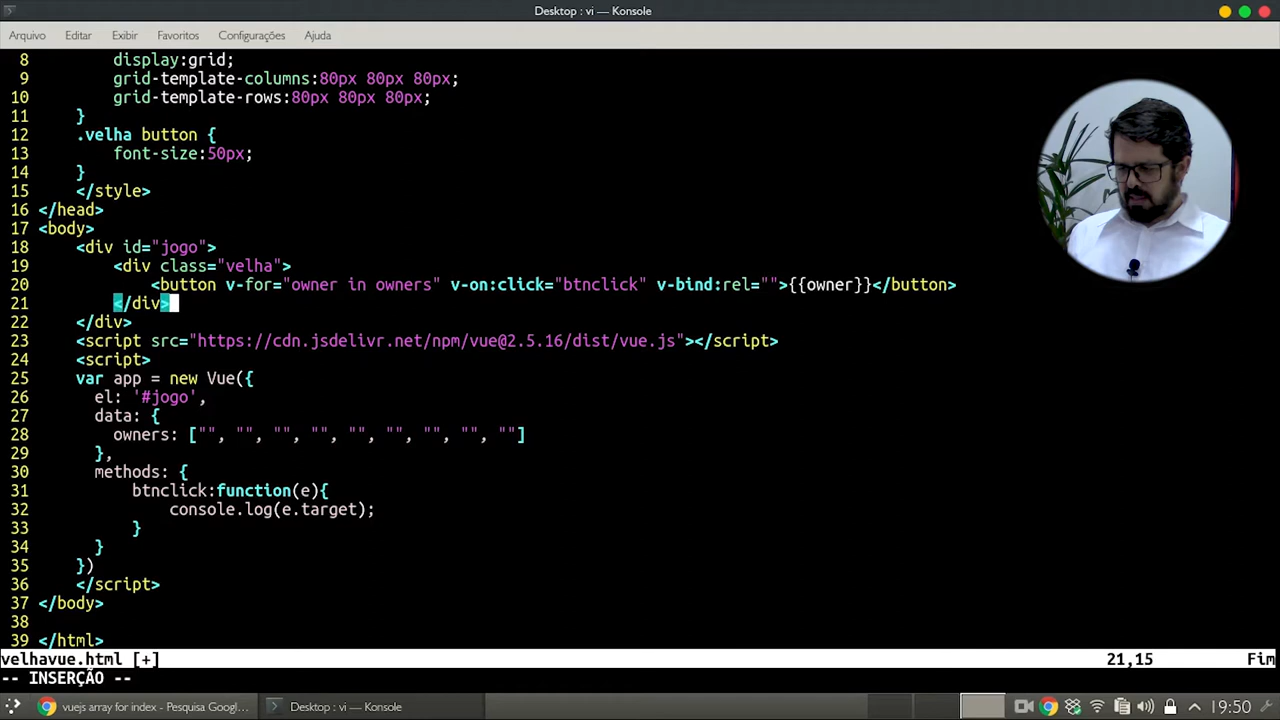 Desktop : vi — Konsole
Arquivo Editar Exibir Favoritos Configurações Ajuda
8 display:grid;
9 grid-template-columns:80px 80px 80px;
10 grid-template-rows:80px 80px 80px;
11 }
12 .velha button {
13 font-size:50px;
14 }
15 </style>
16 </head>
17 <body>
18 <div id="jogo">
19 <div class="velha">
20 <button v-for="owner in owners" v-on:click="btnclick" v-bind:rel="">{{owner}}</button>
21 </div>
22 </div>
23 <script src="https://cdn.jsdelivr.net/npm/vue@2.5.16/dist/vue.js"></script>
24 <script>
25 var app = new Vue({
26 el: '#jogo',
27 data: {
28 owners: ["", "", "", "", "", "", "", "", ""]
29 },
30 methods: {
31 btnclick:function(e){
32 console.log(e.target);
33 }
34 }
35 })
36 </script>
37 </body>
38
39 </html>
velhavue.html [+] 21,15 Fim
-- INSERÇÃO --
vuejs array for index - Pesquisa Googl... Desktop : vi — Konsole 19:50